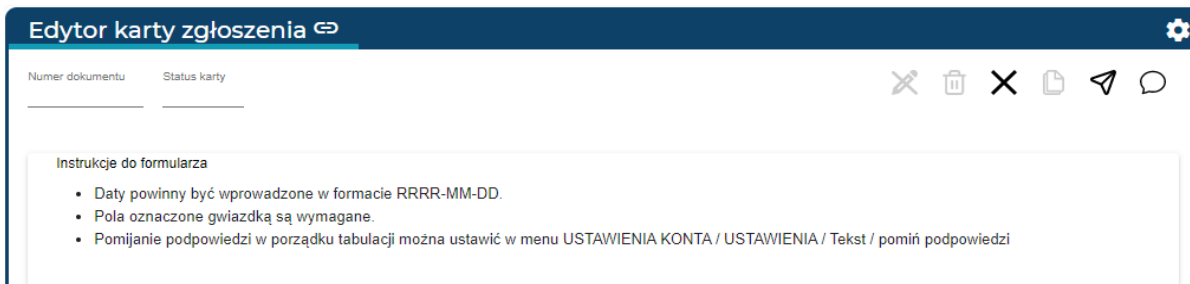 Edytor karty zgłoszenia
Numer dokumentu Status karty
Instrukcje do formularza
• Daty powinny być wprowadzone w formacie RRRR-MM-DD.
• Pola oznaczone gwiazdką są wymagane.
• Pomijanie podpowiedzi w porządku tabulacji można ustawić w menu USTAWIENIA KONTA / USTAWIENIA / Tekst / pomiń podpowiedzi